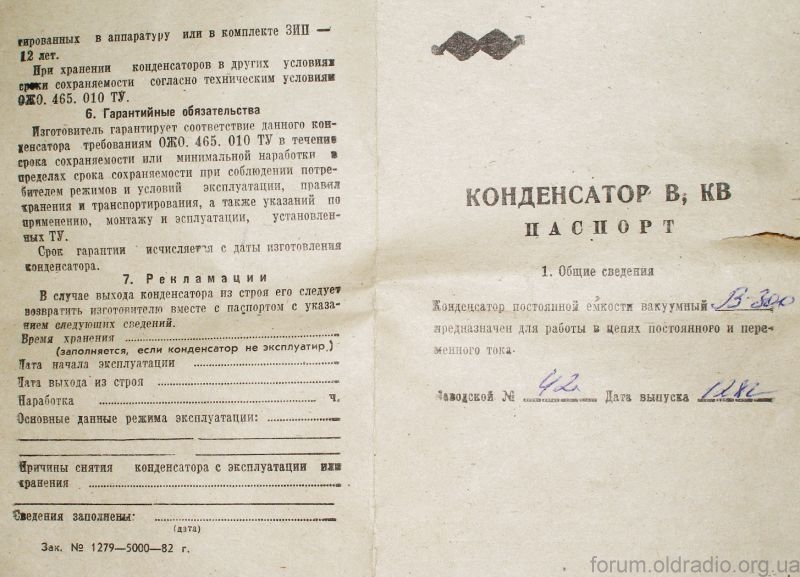 тированных в аппаратуру или в комплекте ЗИП —
12 лет.
При хранении конденсаторов в других условиях
сроки сохраняемости согласно техническим условиям
ОЖО. 465. 010 ТУ.
6. Гарантийные обязательства
Изготовитель гарантирует соответствие данного кон-
денсатора требованиям ОЖО. 465. 010 ТУ в течение
срока сохраняемости или минимальной наработки в
пределах срока сохраняемости при соблюдении потре-
бителем режимов и условий эксплуатации, правил
хранения и транспортирования, а также указаний по
применению, монтажу и эсплуатации, установлен-
ных ТУ.
Срок гарантии исчисляется с даты изготовления
конденсатора.
7. Рекламации
В случае выхода конденсатора из строя его следует
возвратить изготовителю вместе с паспортом с указа-
нием следующих сведений.
Время хранения
(заполняется, если конденсатор не эксплуатир.)
Дата начала эксплуатации
Дата выхода из строя
Наработка ч.
Основные данные режима эксплуатации:
Причины снятия конденсатора с эксплуатации или
хранения
Сведения заполнены:
(дата)
Зак. № 1279—5000—82 г.
КОНДЕНСАТОР В, КВ
ПАСПОРТ
1. Общие сведения
Конденсатор постоянной емкости вакуумный В-300
предназначен для работы в цепях постоянного и пере-
менного тока.
Заводской № Дата выпуска
forum.oldradio.org.ua